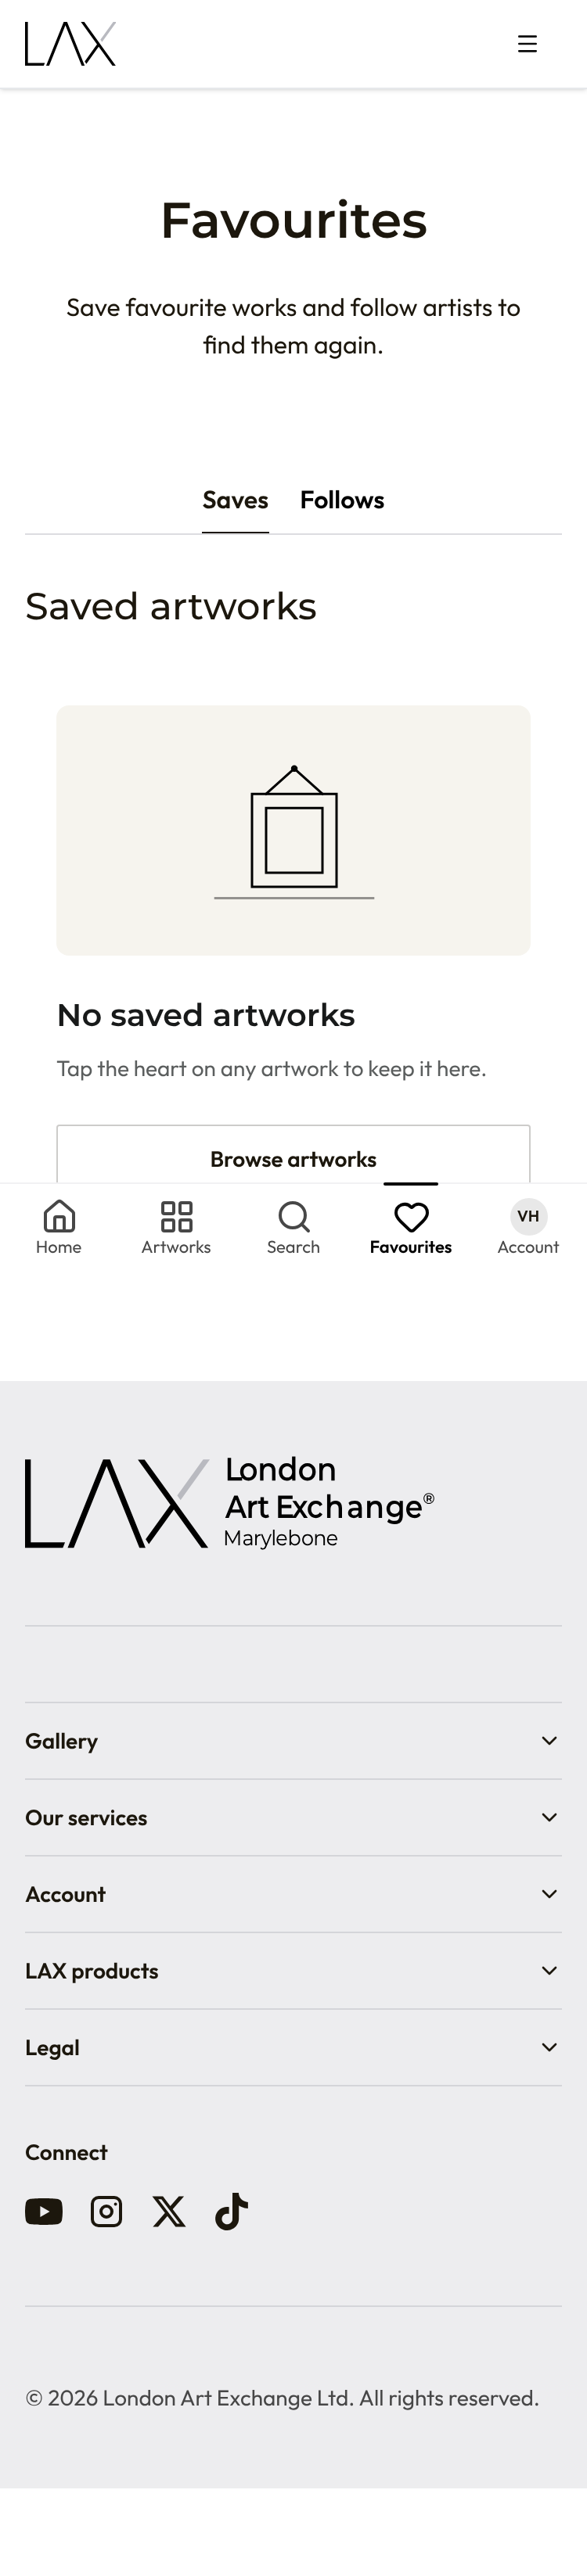 LAX
Favourites
Save favourite works and follow artists to
find them again.
Saves Follows
Saved artworks
No saved artworks
Tap the heart on any artwork to keep it here.
Browse artworks
Home Artworks Search Favourites VH Account
LAX London
Art Exchange®
Marylebone
Gallery
Our services
Account
LAX products
Legal
Connect
© 2026 London Art Exchange Ltd. All rights reserved.